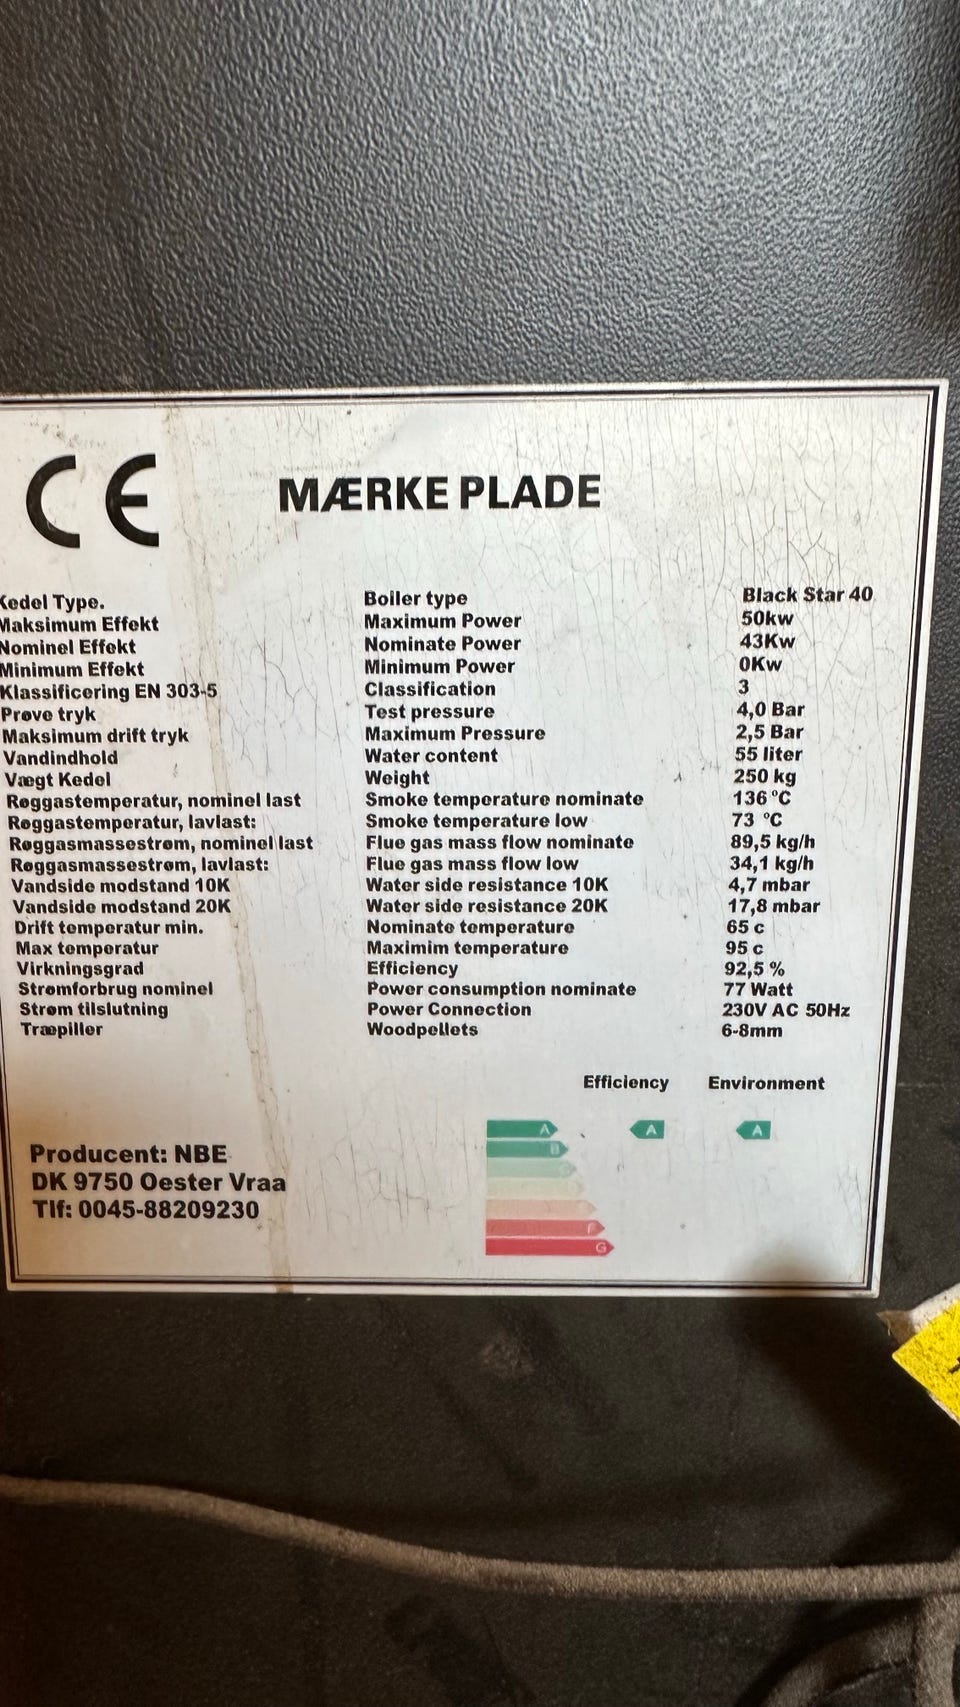 CE MÆRKE PLADE
Kedel Type. Boiler type Black Star 40
Maksimum Effekt Maximum Power 50kw
Nominel Effekt Nominate Power 43Kw
Minimum Effekt Minimum Power 0Kw
Klassificering EN 303-5 Classification 3
Prøve tryk Test pressure 4,0 Bar
Maksimum drift tryk Maximum Pressure 2,5 Bar
Vandindhold Water content 55 liter
Vægt Kedel Weight 250 kg
Røggastemperatur, nominel last Smoke temperature nominate 136 °C
Røggastemperatur, lavlast: Smoke temperature low 73 °C
Røggasmassestrøm, nominel last Flue gas mass flow nominate 89,5 kg/h
Røggasmassestrøm, lavlast: Flue gas mass flow low 34,1 kg/h
Vandside modstand 10K Water side resistance 10K 4,7 mbar
Vandside modstand 20K Water side resistance 20K 17,8 mbar
Drift temperatur min. Nominate temperature 65 c
Max temperatur Maximim temperature 95 c
Virkningsgrad Efficiency 92,5 %
Strømforbrug nominel Power consumption nominate 77 Watt
Strøm tilslutning Power Connection 230V AC 50Hz
Træpiller Woodpellets 6-8mm
Efficiency Environment
A A A
B
F
G
Producent: NBE
DK 9750 Oester Vraa
Tlf: 0045-88209230